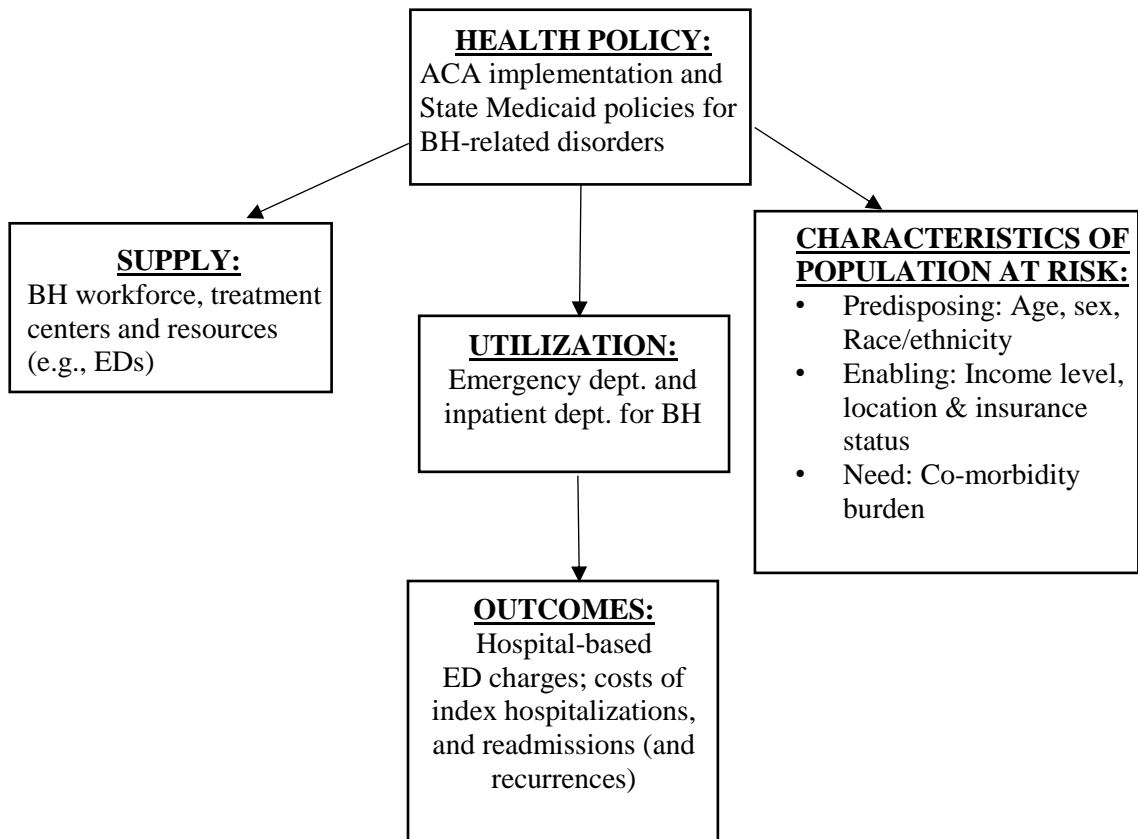 HEALTH POLICY:
ACA implementation and
State Medicaid policies for
BH-related disorders
SUPPLY:
BH workforce, treatment
centers and resources
(e.g., EDs)
UTILIZATION:
Emergency dept. and
inpatient dept. for BH
CHARACTERISTICS OF
POPULATION AT RISK:
• Predisposing: Age, sex,
Race/ethnicity
• Enabling: Income level,
location & insurance
status
• Need: Co-morbidity
burden
OUTCOMES:
Hospital-based
ED charges; costs of
index hospitalizations,
and readmissions (and
recurrences)